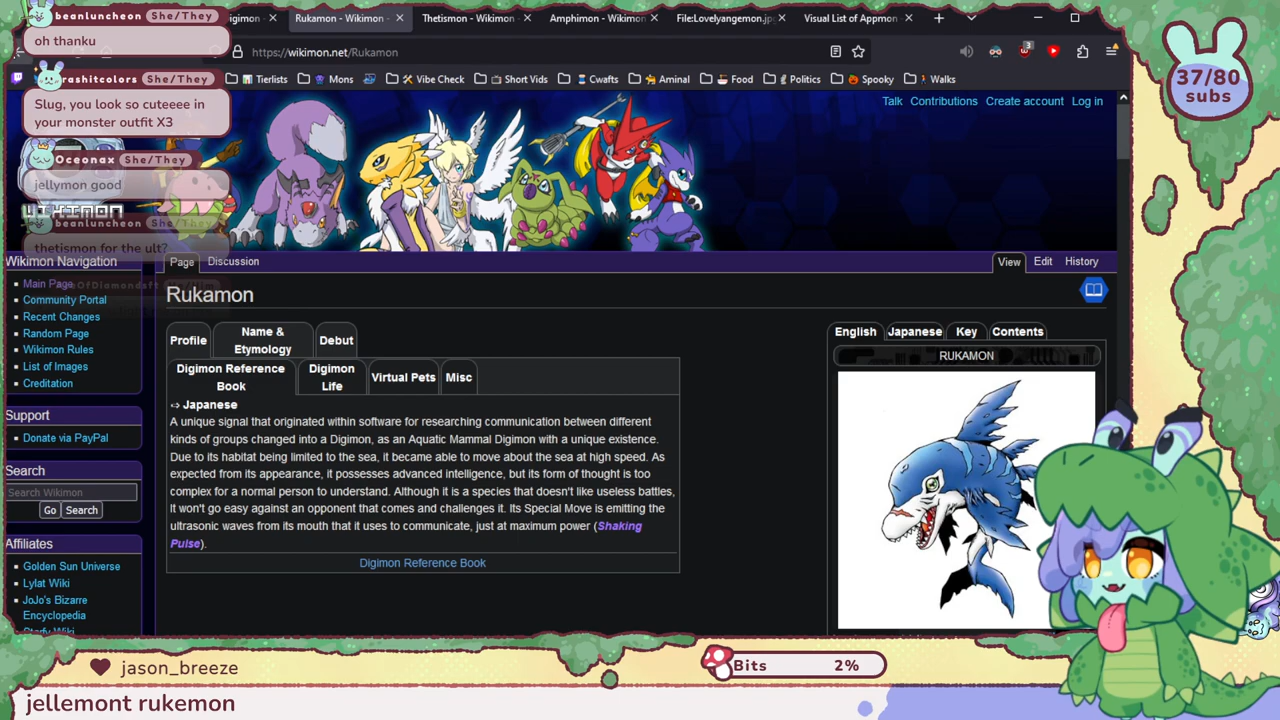 beanluncheon She/They
oh thanku
rashitcolors She/They
Slug, you look so cuteeee in
your monster outfit X3
Oceonax She/They
jellymon good
WIKIMON
beanluncheon She/They
thetismon for the ult?
igimon
Rukamon - Wikimon -
Thetismon - Wikimon
Amphimon - Wikimon
File:Lovelyangemon.jp
Visual List of Appmon
https://wikimon.net/Rukamon
3
Tierlists
Mons
Vibe Check
Short Vids
Cwafts
Aminal
Food
Politics
Spooky
Walks
Talk Contributions Create account Log in
37/80
subs
Wikimon Navigation
Main Page
Community Portal
Recent Changes
Random Page
Wikimon Rules
List of Images
Creditation
Support
Donate via PayPal
Search
Search Wikimon
Go Search
Affiliates
Golden Sun Universe
Lylat Wiki
JoJo's Bizarre
Encyclopedia
Starfy Wiki
Page Discussion
View Edit History
Rukamon
Profile
Name &
Etymology
Debut
Digimon Reference
Book
Digimon
Life
Virtual Pets
Misc
⇨ Japanese
A unique signal that originated within software for researching communication between different
kinds of groups changed into a Digimon, as an Aquatic Mammal Digimon with a unique existence.
Due to its habitat being limited to the sea, it became able to move about the sea at high speed. As
expected from its appearance, it possesses advanced intelligence, but its form of thought is too
complex for a normal person to understand. Although it is a species that doesn't like useless battles,
it won't go easy against an opponent that comes and challenges it. Its Special Move is emitting the
ultrasonic waves from its mouth that it uses to communicate, just at maximum power (Shaking
Pulse).
Digimon Reference Book
English Japanese Key Contents
RUKAMON
jason_breeze
Bits 2%
jellemont rukemon